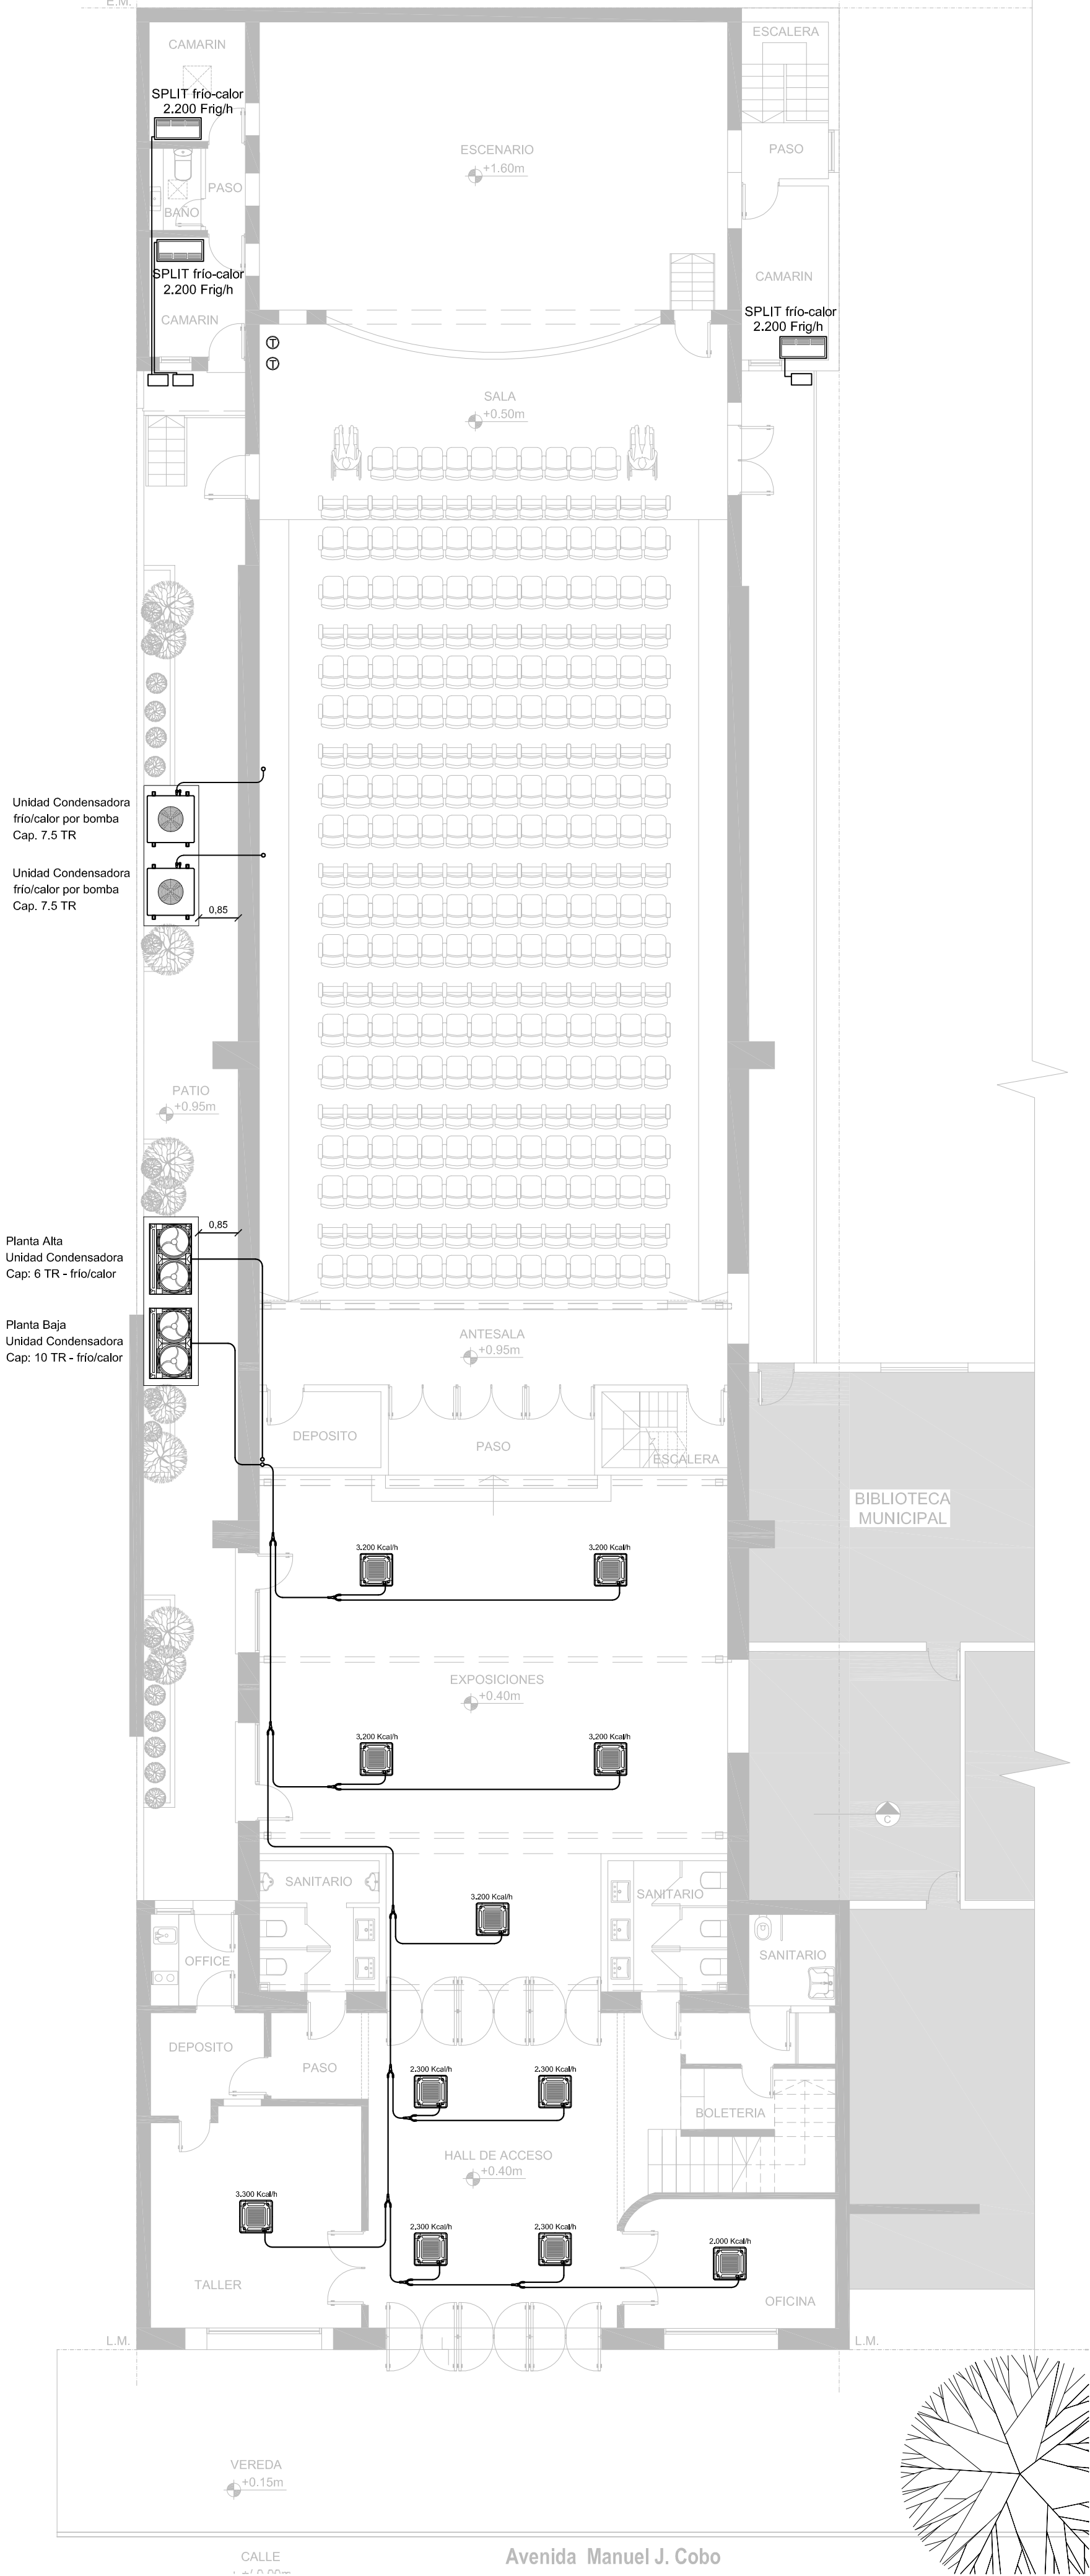 E.M.
CAMARIN
SPLIT frío-calor
2.200 Frig/h
PASO
BAÑO
SPLIT frío-calor
2.200 Frig/h
CAMARIN
ESCENARIO
+1.60m
ESCALERA
PASO
CAMARIN
SPLIT frío-calor
2.200 Frig/h
T
T
SALA
+0.50m
Unidad Condensadora
frío/calor por bomba
Cap. 7.5 TR
Unidad Condensadora
frío/calor por bomba
Cap. 7.5 TR
0,85
PATIO
+0.95m
0,85
Planta Alta
Unidad Condensadora
Cap: 6 TR - frío/calor
Planta Baja
Unidad Condensadora
Cap: 10 TR - frío/calor
ANTESALA
+0.95m
DEPOSITO
PASO
ESCALERA
BIBLIOTECA
MUNICIPAL
3.200 Kcal/h
3.200 Kcal/h
EXPOSICIONES
+0.40m
3.200 Kcal/h
3.200 Kcal/h
C
SANITARIO
3.200 Kcal/h
SANITARIO
OFFICE
SANITARIO
DEPOSITO
PASO
2.300 Kcal/h
2.300 Kcal/h
BOLETERIA
HALL DE ACCESO
+0.40m
3.300 Kcal/h
2.300 Kcal/h
2.300 Kcal/h
2.000 Kcal/h
TALLER
OFICINA
L.M.
L.M.
VEREDA
+0.15m
CALLE
+/-0.00m
Avenida Manuel J. Cobo